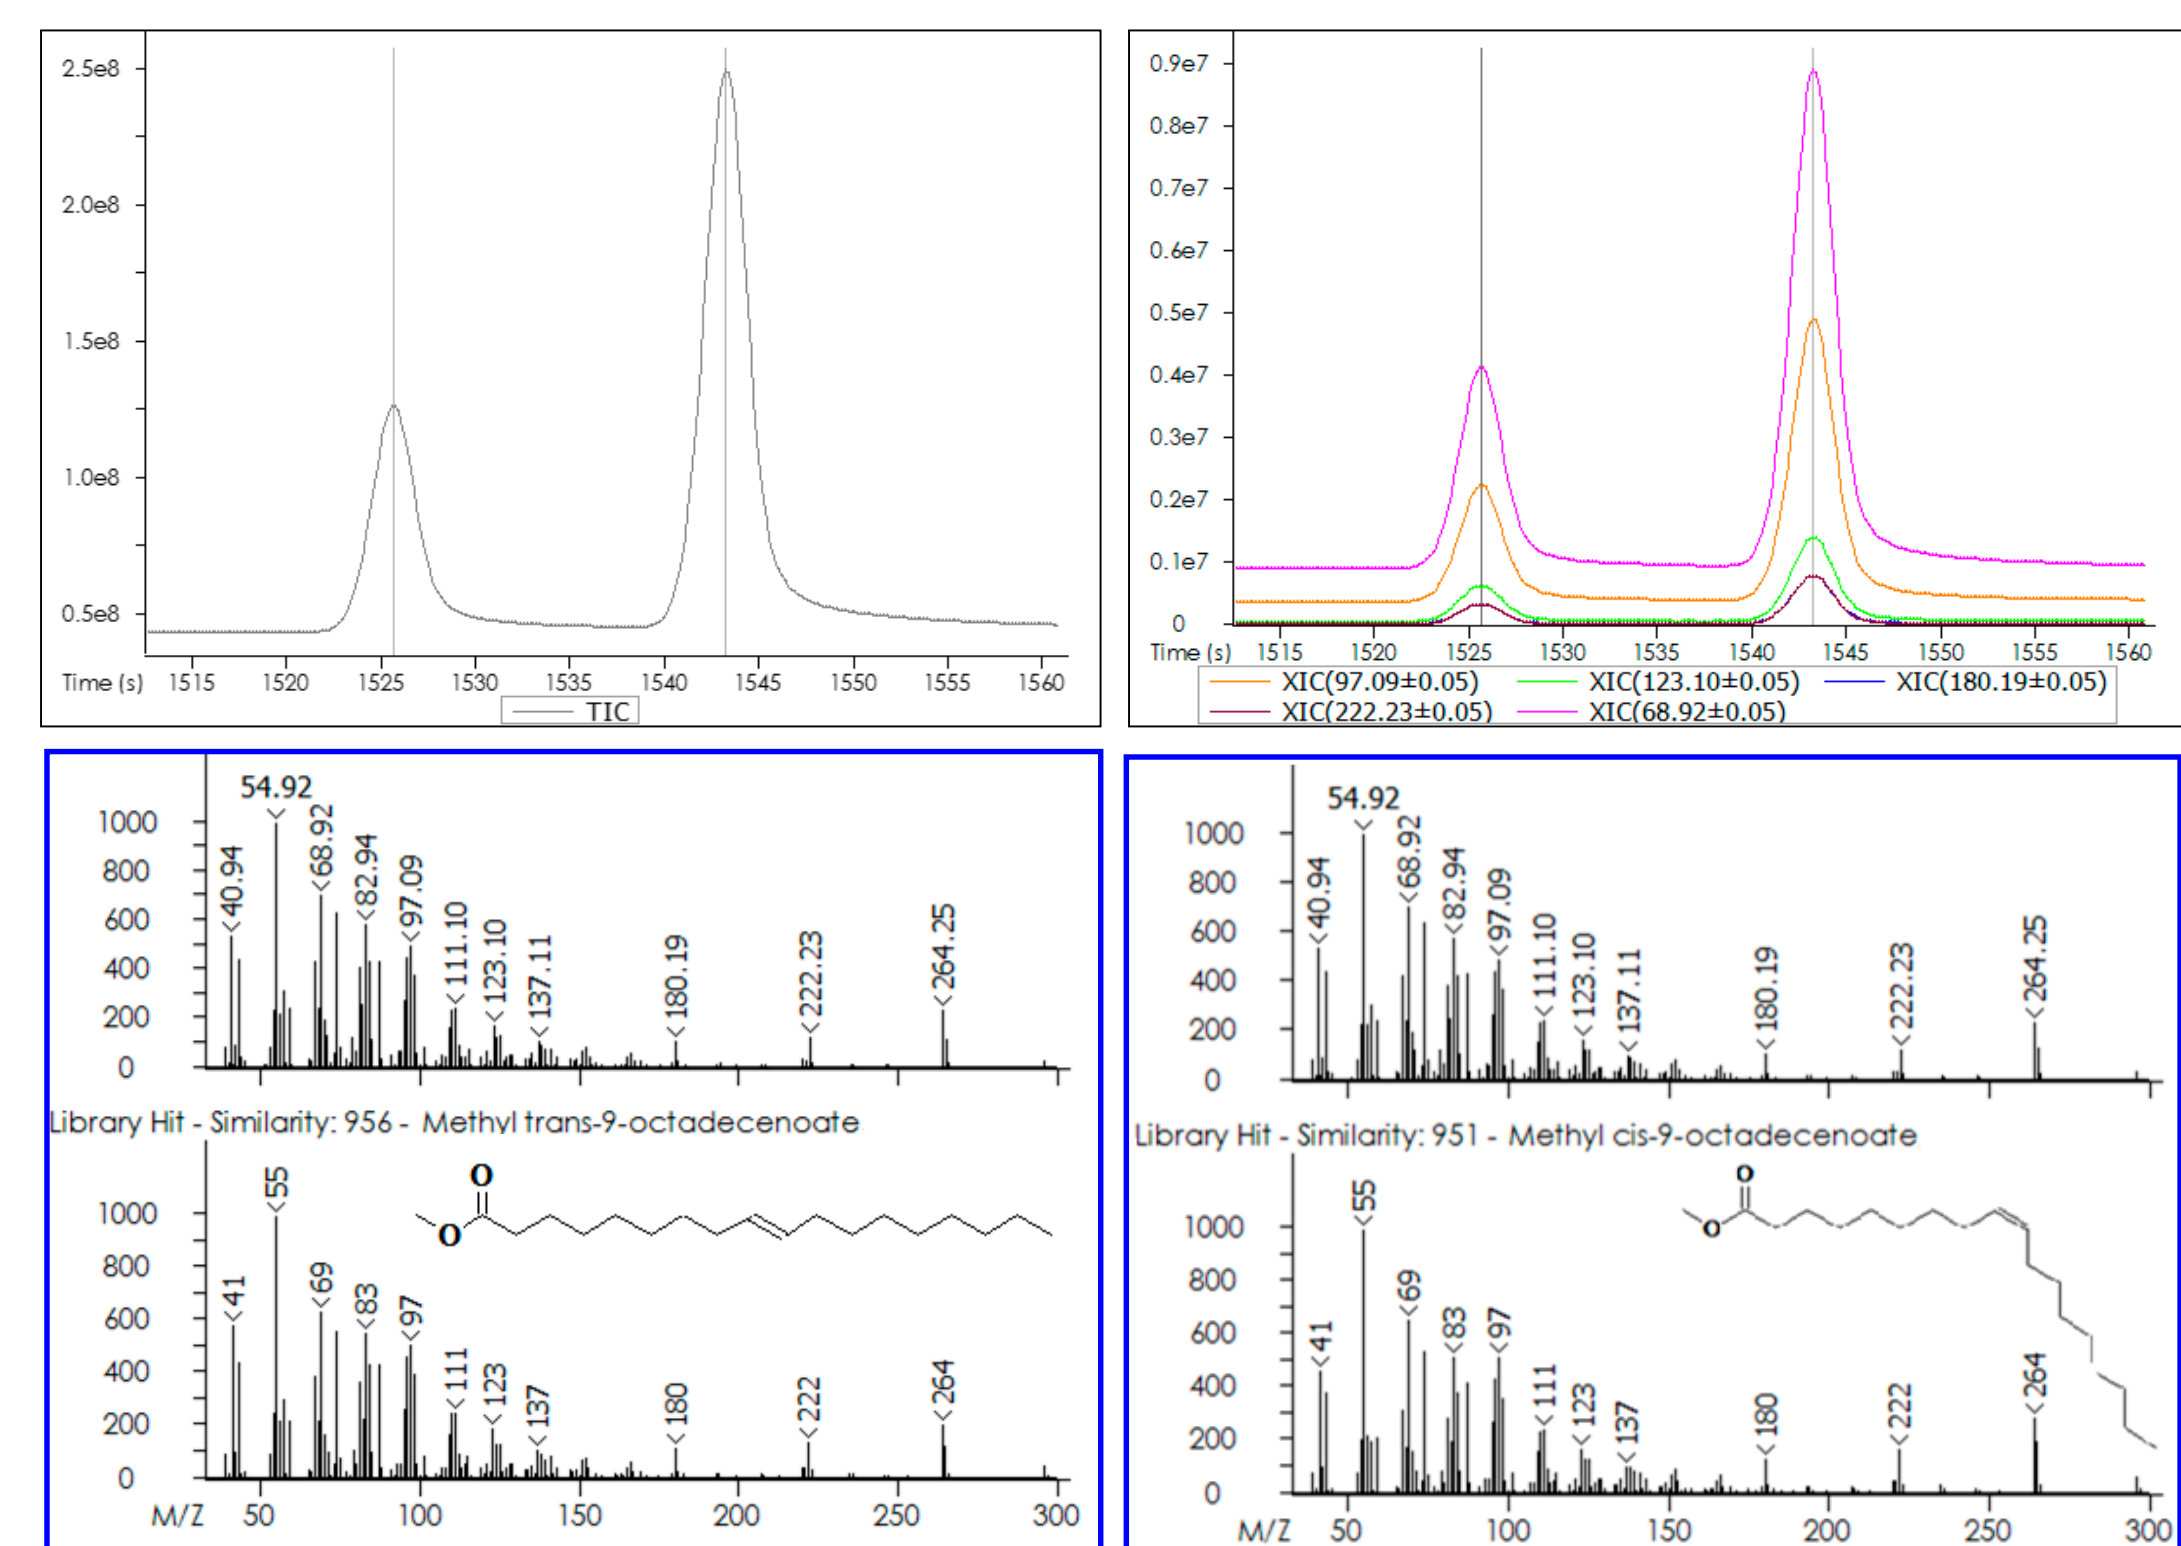 2.5e8
2.0e8
1.5e8
1.0e8
0.5e8
Time (s) 1515 1520 1525 1530 1535 1540 1545 1550 1555 1560
TIC
0.9e7
0.8e7
0.7e7
0.6e7
0.5e7
0.4e7
0.3e7
0.2e7
0.1e7
0
Time (s) 1515 1520 1525 1530 1535 1540 1545 1550 1555 1560
XIC(97.09±0.05) XIC(123.10±0.05) XIC(180.19±0.05)
XIC(222.23±0.05) XIC(68.92±0.05)
1000
800
600
400
200
0
40.94 54.92 68.92 82.94 97.09 111.10 123.10 137.11 180.19 222.23 264.25
Library Hit - Similarity: 956 - Methyl trans-9-octadecenoate
O
O
1000
800
600
400
200
0
41 55 69 83 97 111 123 137 180 222 264
M/Z 50 100 150 200 250 300
1000
800
600
400
200
0
40.94 54.92 68.92 82.94 97.09 111.10 123.10 137.11 180.19 222.23 264.25
Library Hit - Similarity: 951 - Methyl cis-9-octadecenoate
O
O
1000
800
600
400
200
0
41 55 69 83 97 111 123 137 180 222 264
M/Z 50 100 150 200 250 300